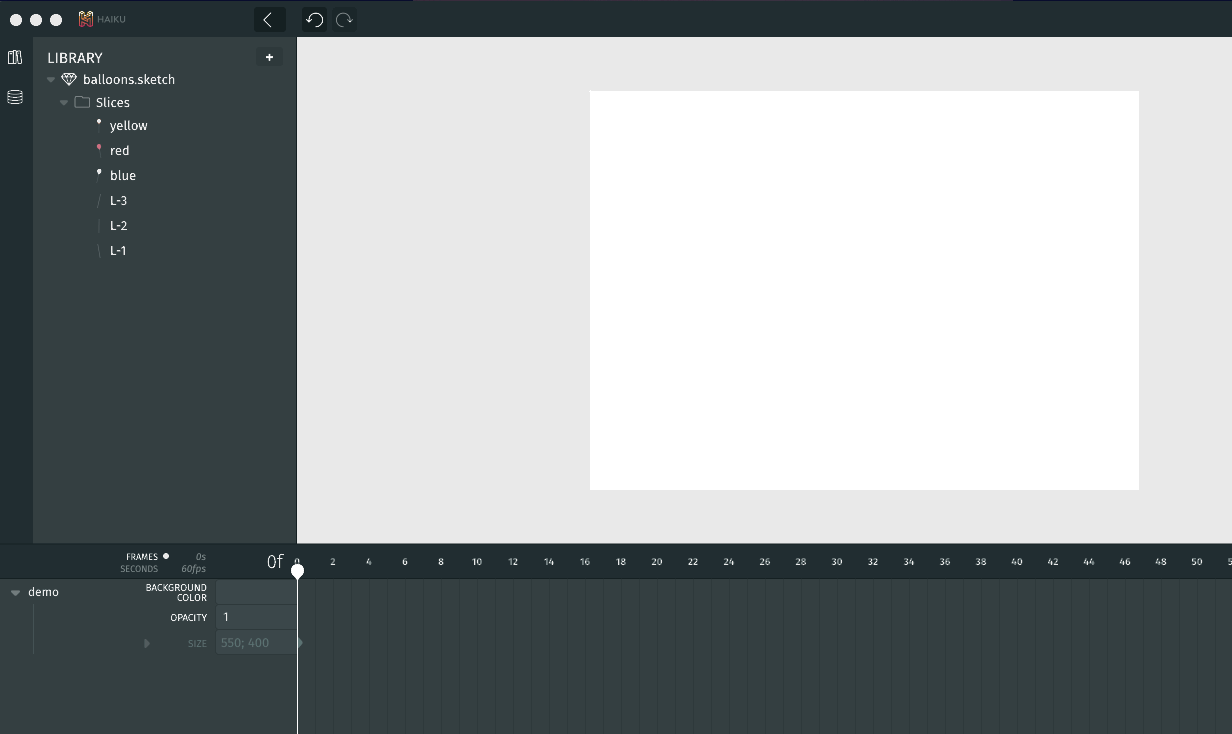 HAIKU
LIBRARY
+
balloons.sketch
Slices
yellow
red
blue
L-3
L-2
L-1
FRAMES 0s
SECONDS 60fps
0f
0 2 4 6 8 10 12 14 16 18 20 22 24 26 28 30 32 34 36 38 40 42 44 46 48 50
demo
BACKGROUND
COLOR
OPACITY 1
SIZE 550; 400